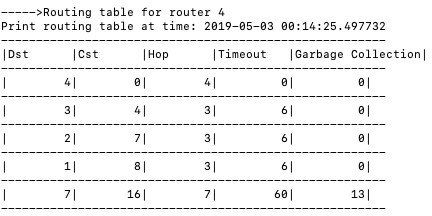 ----->Routing table for router 4
Print routing table at time: 2019-05-03 00:14:25.497732
-------------------------------------------------------
|Dst      |Cst      |Hop      |Timeout      |Garbage Collection|
-------------------------------------------------------
|        4|        0|        4|         0|         0|
-------------------------------------------------------
|        3|        4|        3|         6|         0|
-------------------------------------------------------
|        2|        7|        3|         6|         0|
-------------------------------------------------------
|        1|        8|        3|         6|         0|
-------------------------------------------------------
|        7|       16|        7|        60|        13|
-------------------------------------------------------